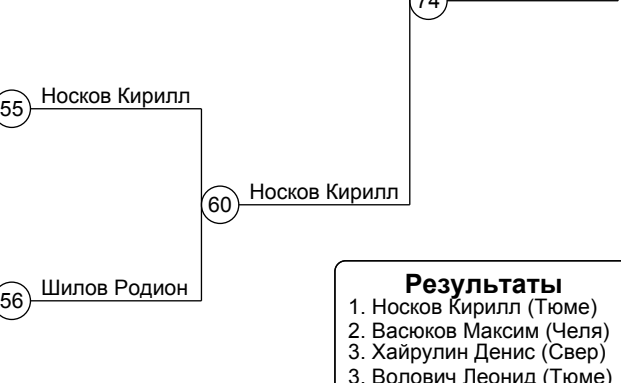 74
Носков Кирилл
55
Носков Кирилл
60
Шилов Родион
56
Результаты
1. Носков Кирилл (Тюме)
2. Васюков Максим (Челя)
3. Хайрулин Денис (Свер)
3. Волович Леонид (Тюме)